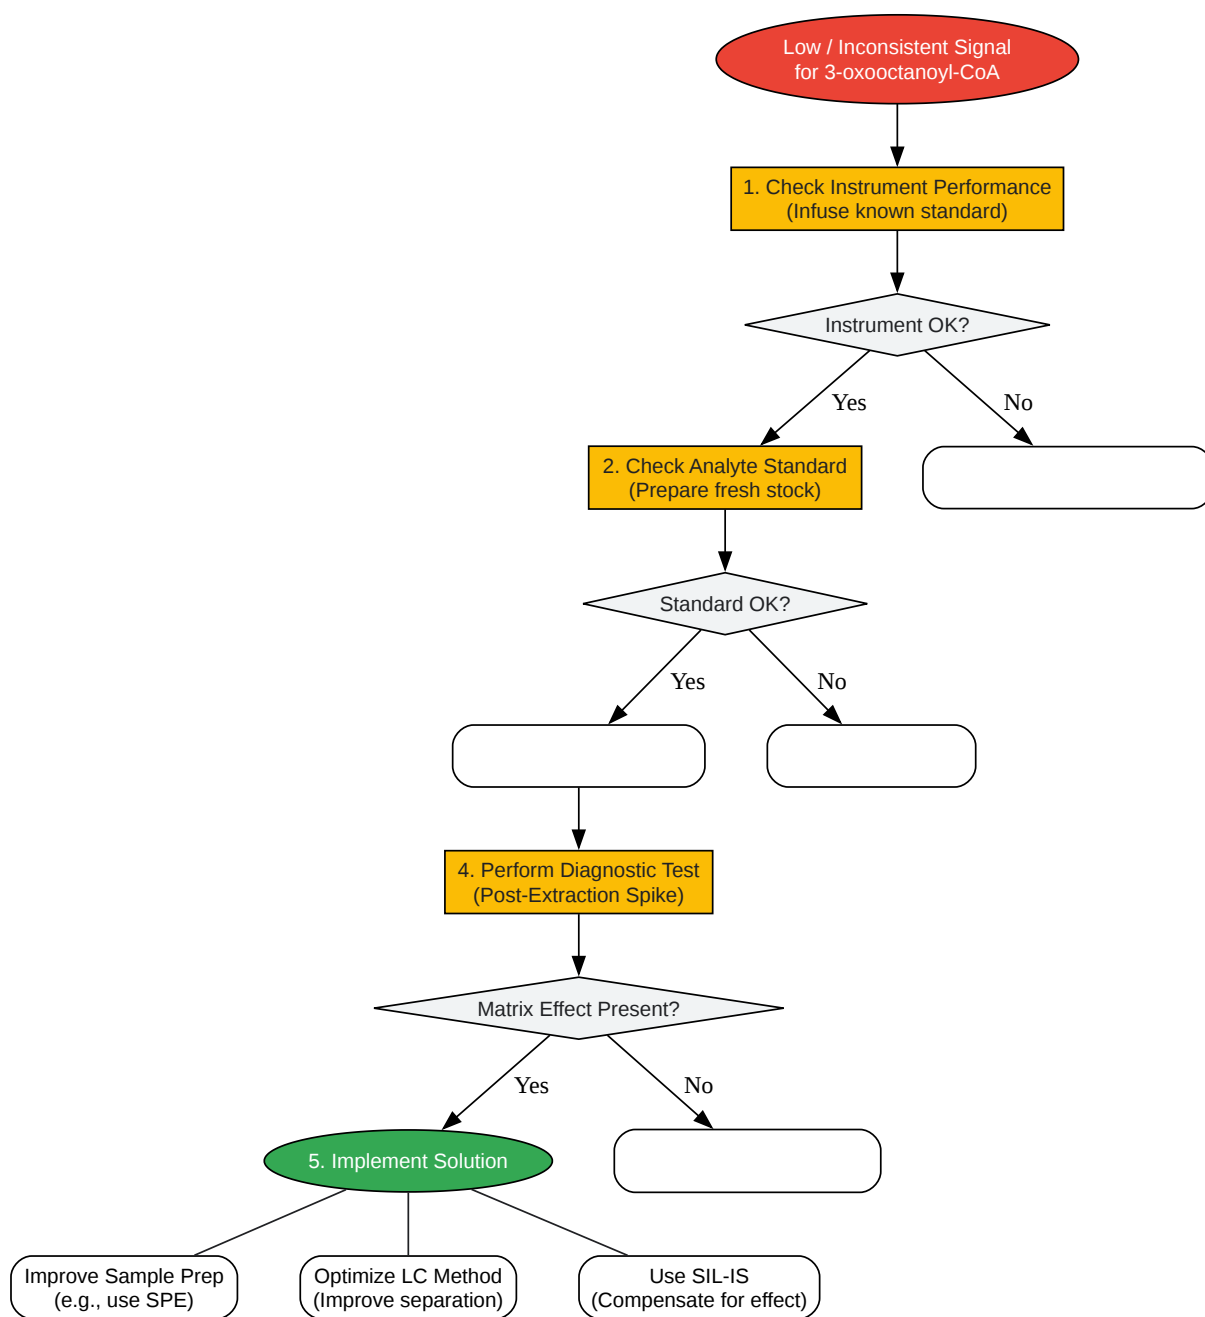 Low / Inconsistent Signal
for 3-oxooctanoyl-CoA
1. Check Instrument Performance
(Infuse known standard)
Instrument OK?
Yes
No
2. Check Analyte Standard
(Prepare fresh stock)
Standard OK?
Yes
No
4. Perform Diagnostic Test
(Post-Extraction Spike)
Matrix Effect Present?
Yes
No
5. Implement Solution
Improve Sample Prep
(e.g., use SPE)
Optimize LC Method
(Improve separation)
Use SIL-IS
(Compensate for effect)